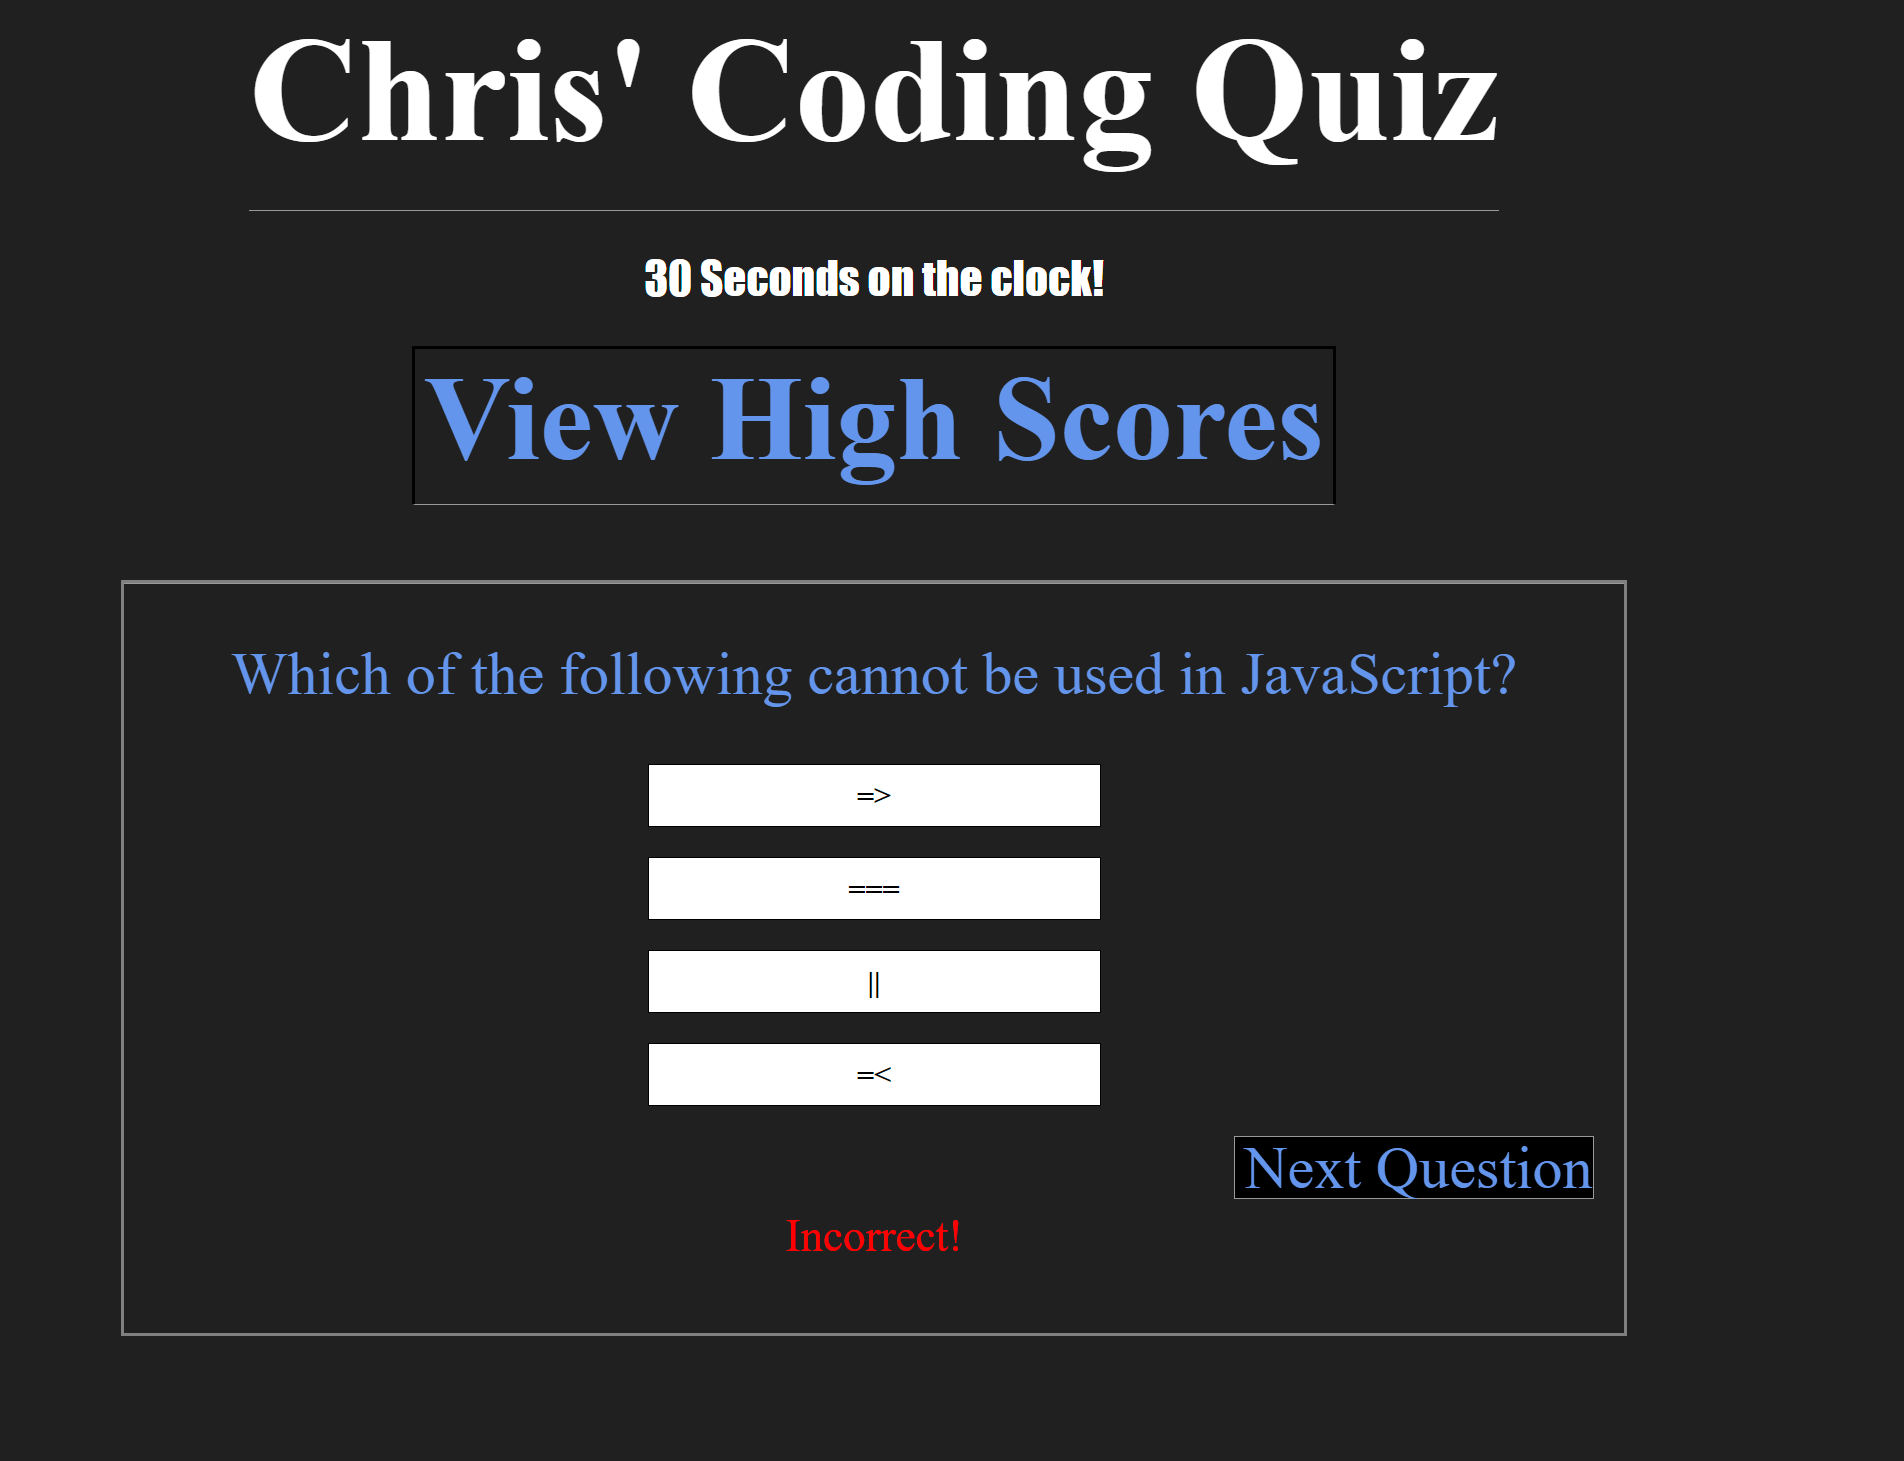 Chris' Coding Quiz
30 Seconds on the clock!
View High Scores
Which of the following cannot be used in JavaScript?
=>
===
||
=<
Next Question
Incorrect!